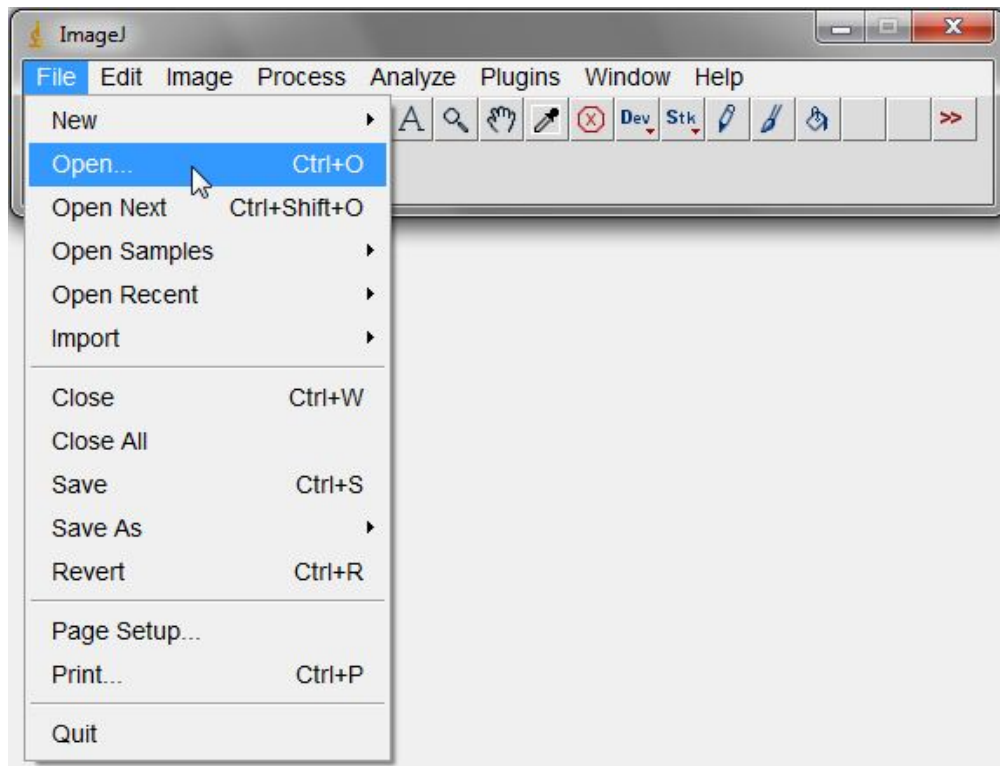 ImageJ
File Edit Image Process Analyze Plugins Window Help
New
A Dev Stk >>
Open... Ctrl+O
Open Next Ctrl+Shift+O
Open Samples
Open Recent
Import
Close Ctrl+W
Close All
Save Ctrl+S
Save As
Revert Ctrl+R
Page Setup...
Print... Ctrl+P
Quit